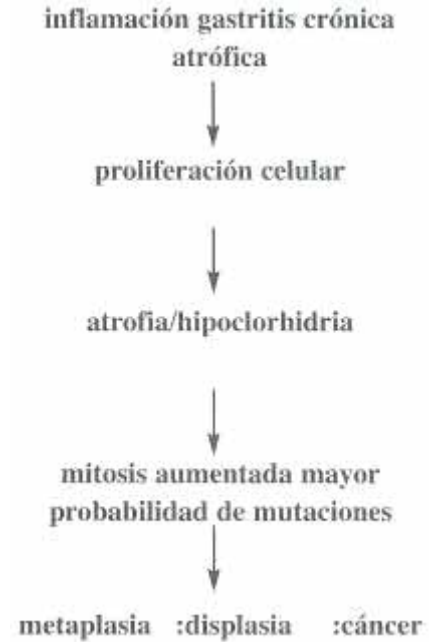 inflamación gastritis crónica
atrófica
proliferación celular
atrofia/hipoclorhidria
mitosis aumentada mayor
probabilidad de mutaciones
metaplasia :displasia :cáncer